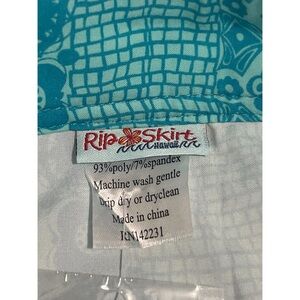 Rip Skirt
HAWAII
93%poly/7%spandex
Machine wash gentle
Drip dry or dryclean
Made in china
RN142231